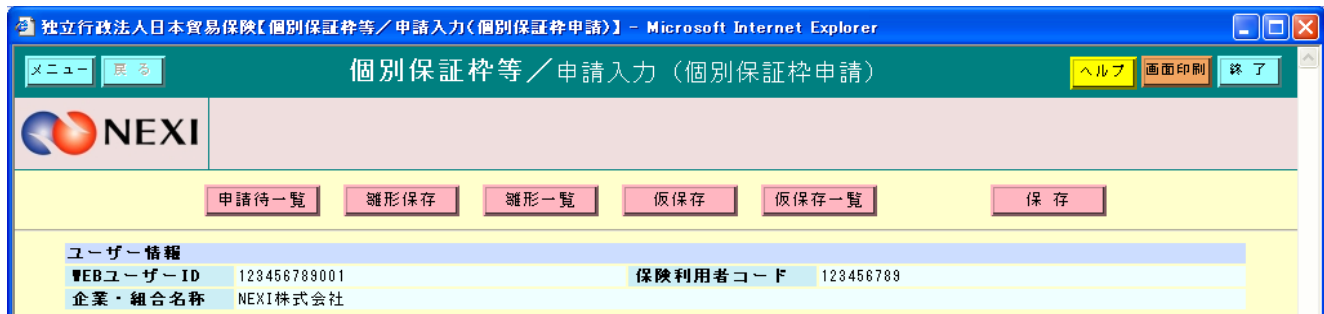 独立行政法人日本貿易保険【個別保証枠等／申請入力(個別保証枠申請)】 - Microsoft Internet Explorer
メニュー 戻る 個別保証枠等／申請入力（個別保証枠申請） ヘルプ 画面印刷 終 了
NEXI
申請待一覧 雛形保存 雛形一覧 仮保存 仮保存一覧 保 存
ユーザー情報
WEBユーザーID 123456789001 保険利用者コード 123456789
企業・組合名称 NEXI株式会社